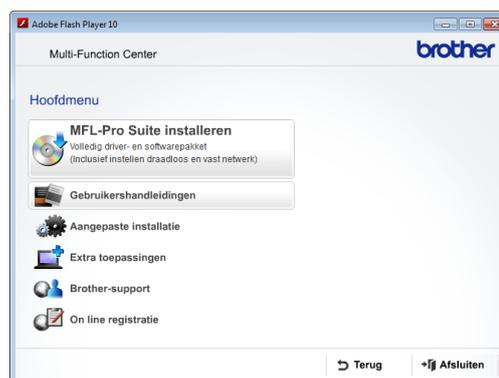 Adobe Flash Player 10
Multi-Function Center
brother
Hoofdmenu
MFL-Pro Suite installeren
Volledig driver- en softwarepakket
(Inclusief instellen draadloos en vast netwerk)
Gebruikershandleidingen
Aangepaste installatie
Extra toepassingen
Brother-support
On line registratie
Terug
Afsluiten